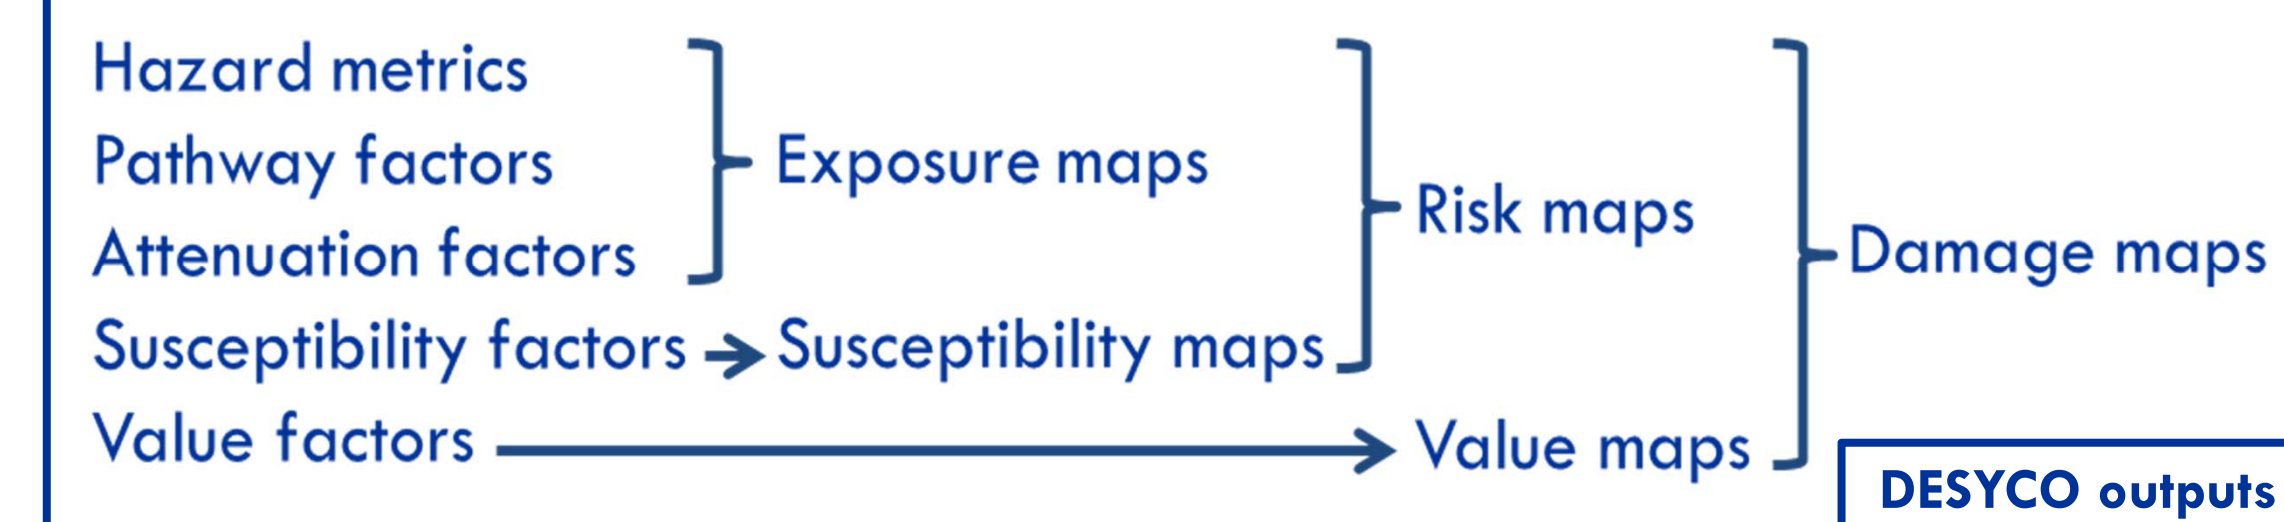 Hazard metrics
Pathway factors
Attenuation factors
Susceptibility factors
Value factors
Exposure maps
Susceptibility maps
Risk maps
Value maps
Damage maps
DESYCO outputs